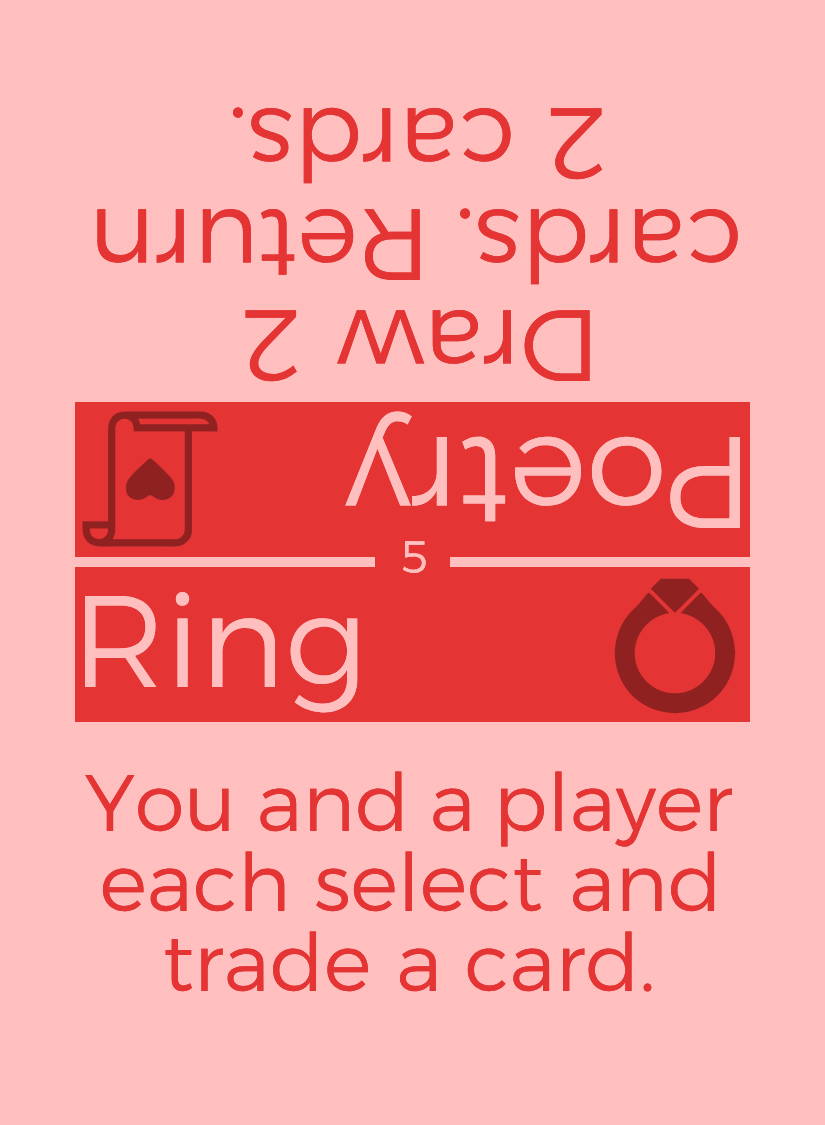 Draw 2
cards. Return
2 cards.
Poetry
5
Ring
You and a player
each select and
trade a card.